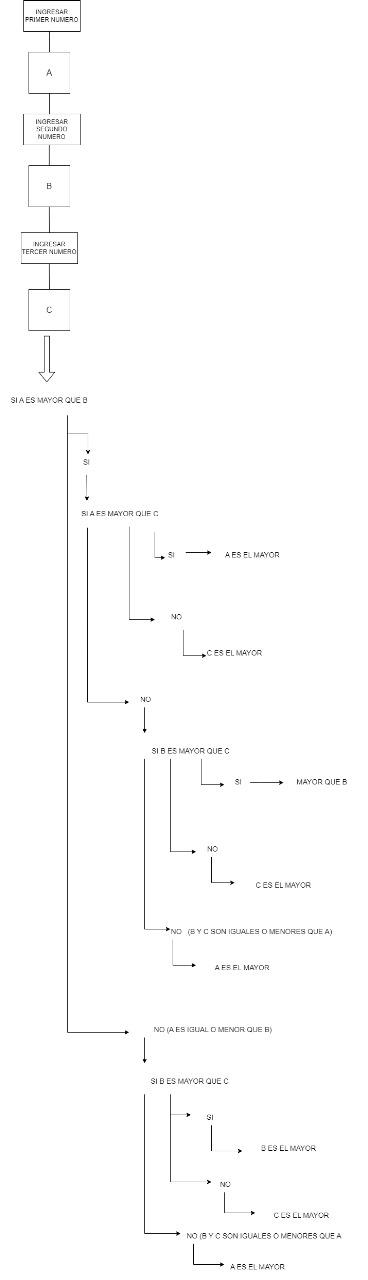 INGRESAR
PRIMER NUMERO
A
INGRESAR
SEGUNDO
NUMERO
B
INGRESAR
TERCER NUMERO
C
SI A ES MAYOR QUE B
SI
SI A ES MAYOR QUE C
SI
A ES EL MAYOR
NO
C ES EL MAYOR
NO
SI B ES MAYOR QUE C
SI
MAYOR QUE B
NO
C ES EL MAYOR
NO (B Y C SON IGUALES O MENORES QUE A)
A ES EL MAYOR
NO (A ES IGUAL O MENOR QUE B)
SI B ES MAYOR QUE C
SI
B ES EL MAYOR
NO
C ES EL MAYOR
NO (B Y C SON IGUALES O MENORES QUE A
A ES EL MAYOR